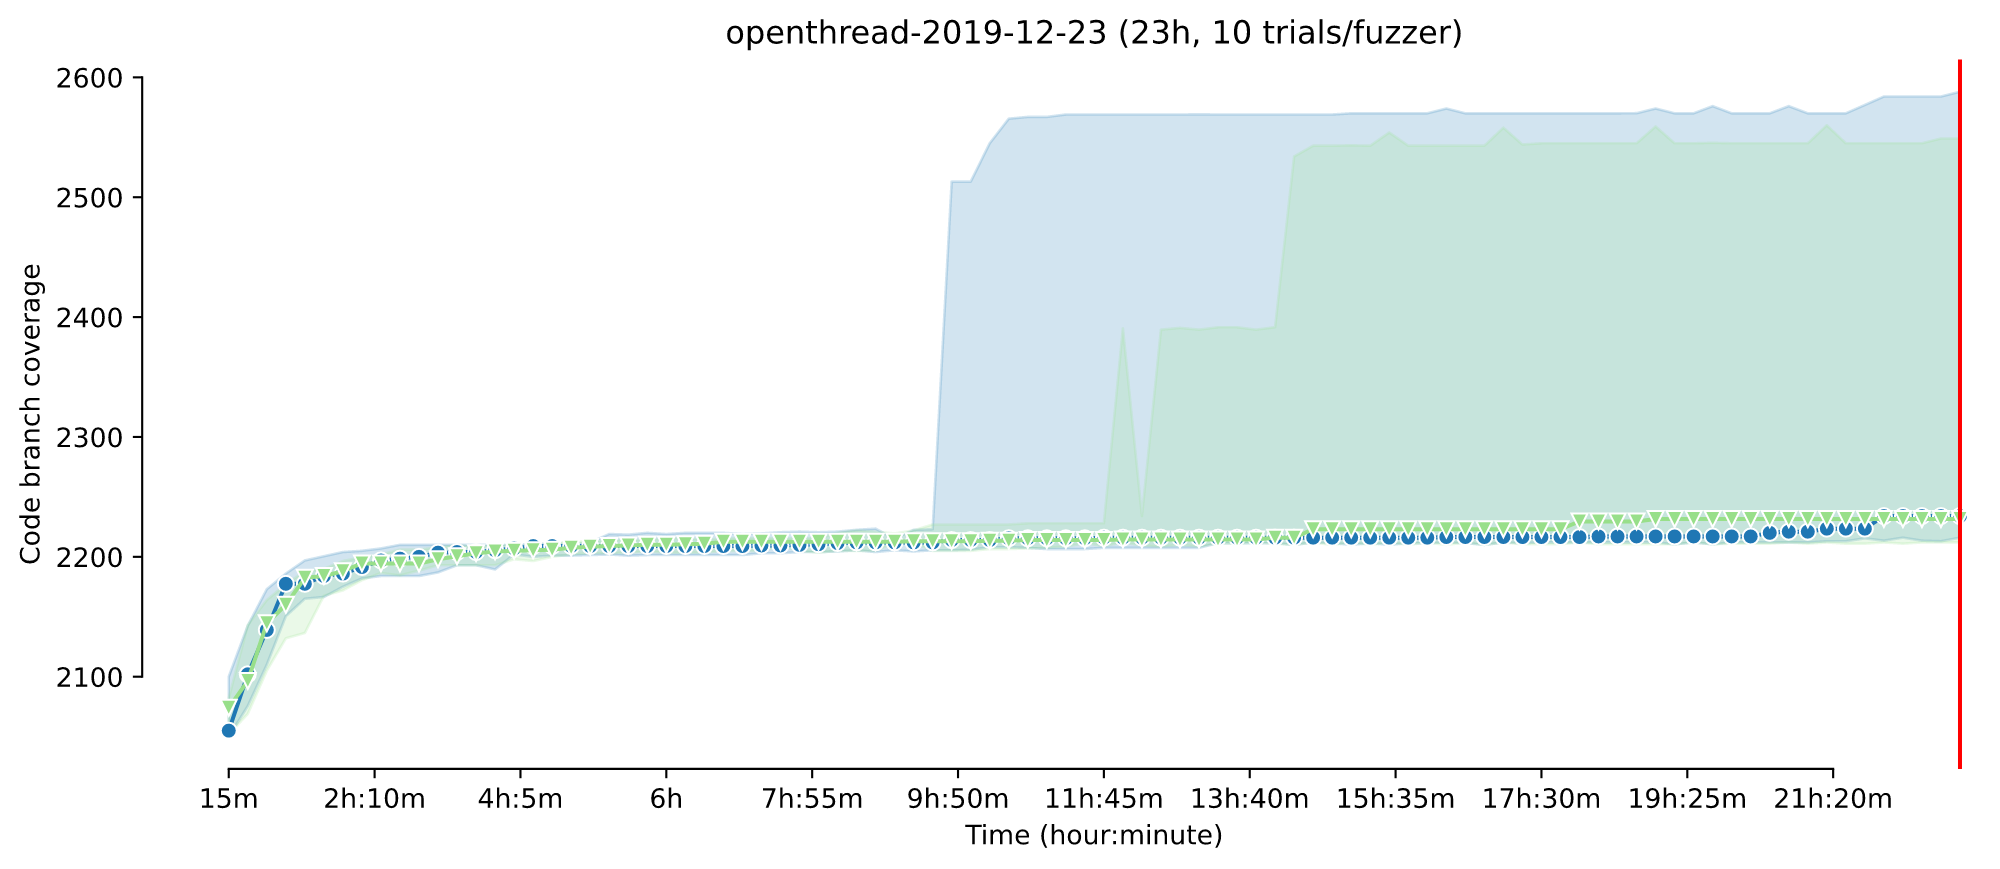 openthread-2019-12-23 (23h, 10 trials/fuzzer)
2600
2500
2400
2300
2200
2100
Code branch coverage
15m 2h:10m 4h:5m 6h 7h:55m 9h:50m 11h:45m 13h:40m 15h:35m 17h:30m 19h:25m 21h:20m
Time (hour:minute)